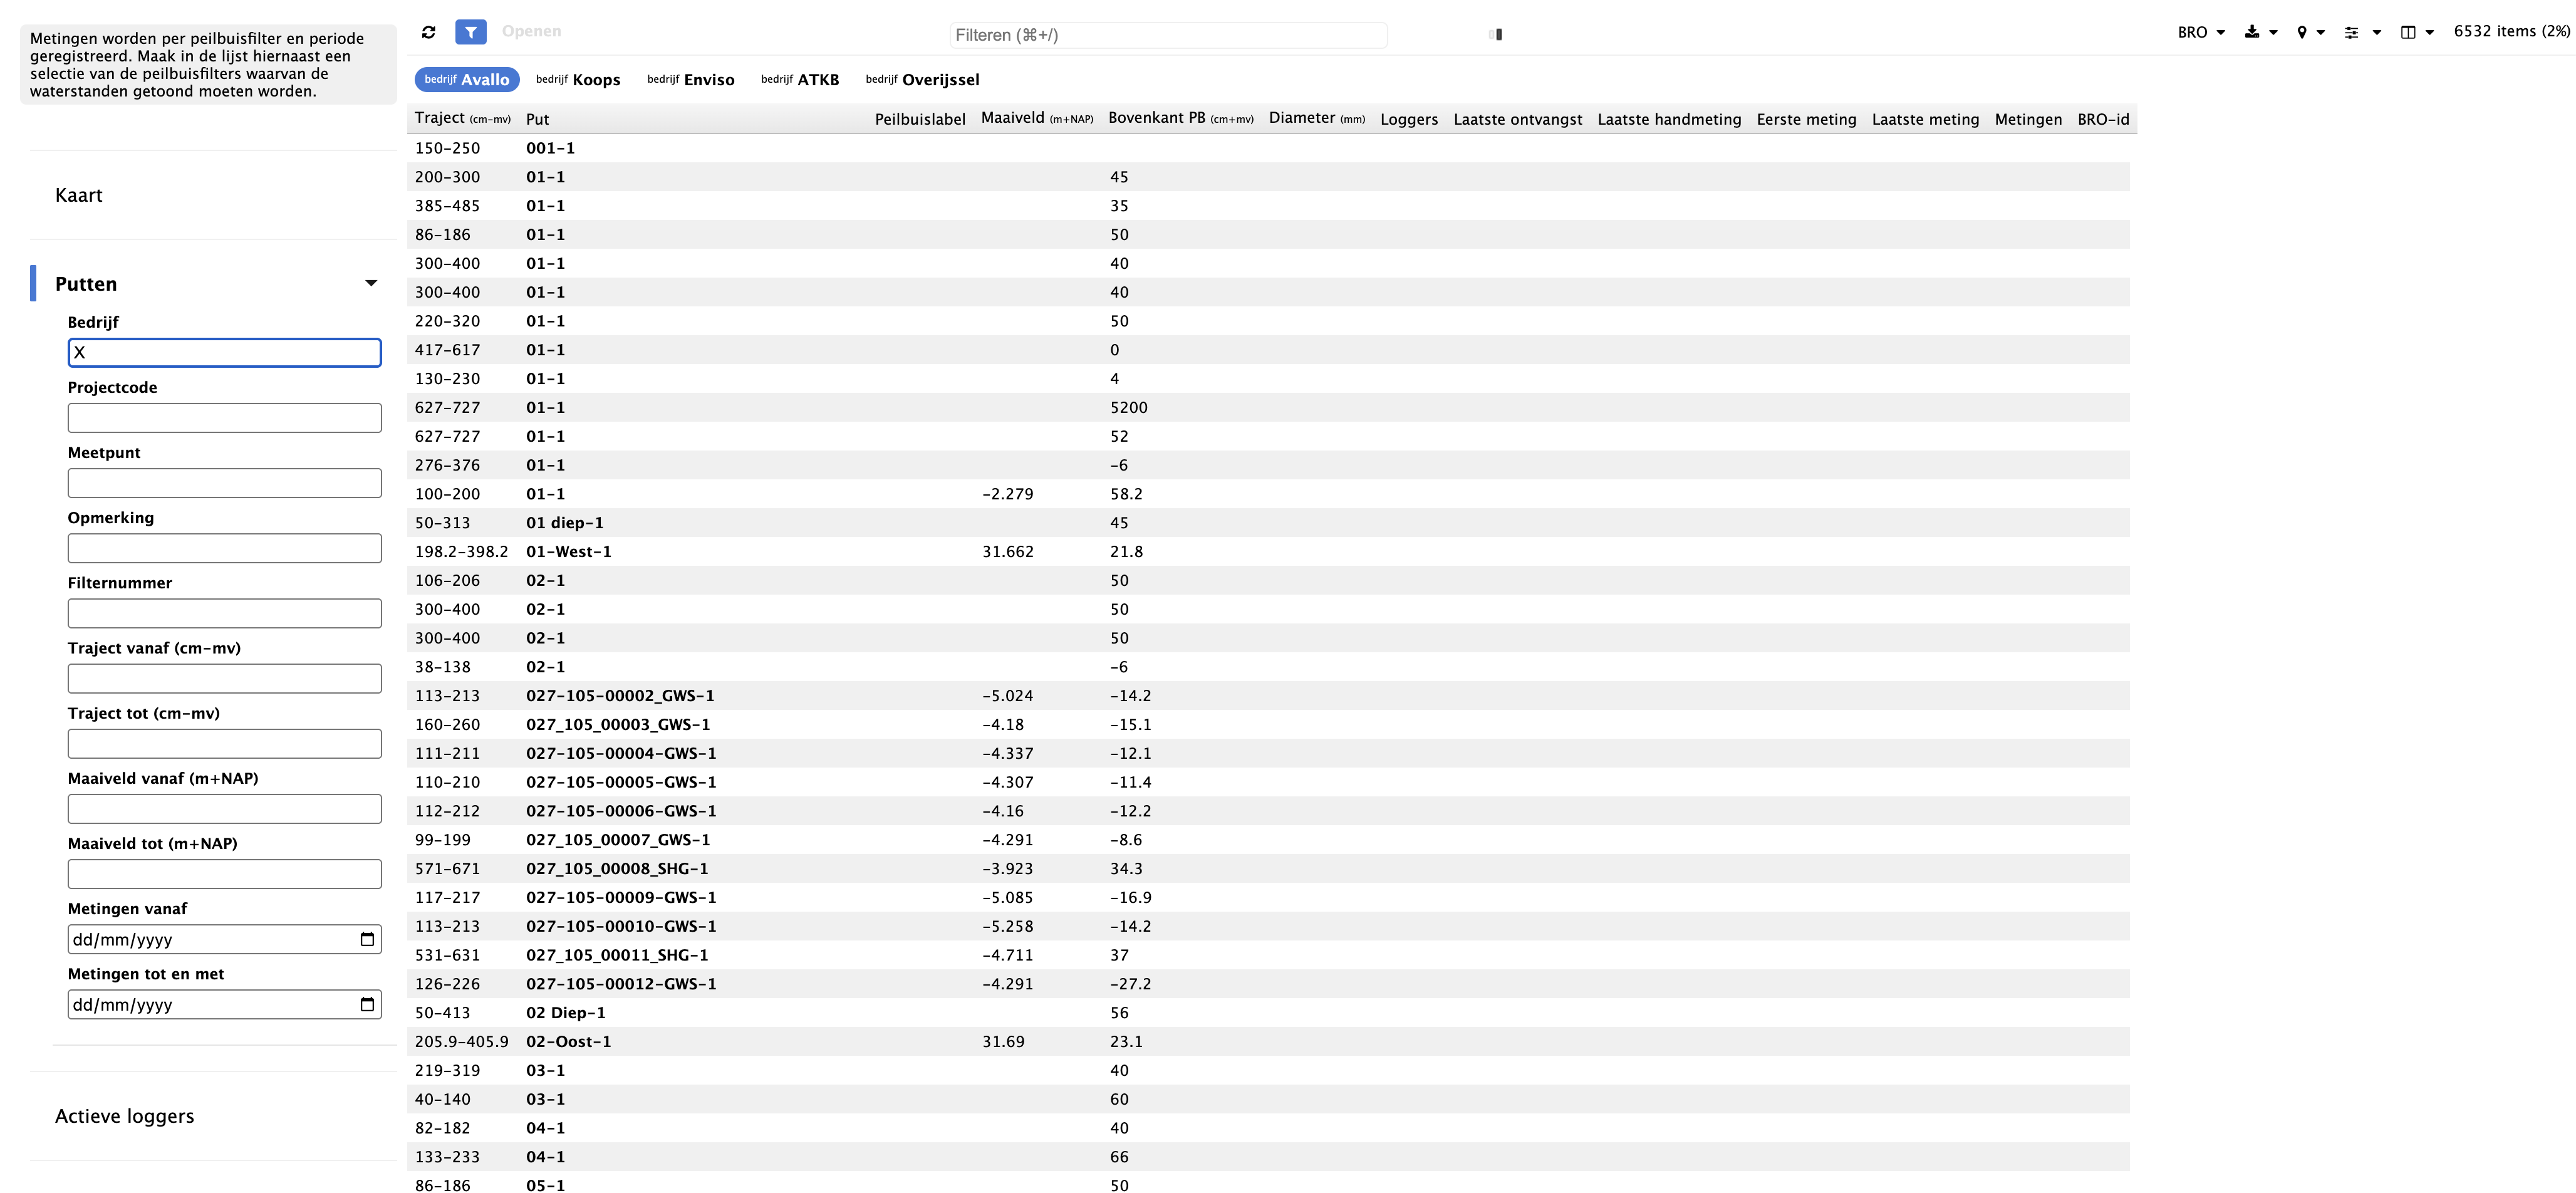 Metingen worden per peilbuisfilter en periode
geregistreerd. Maak in de lijst hiernaast een
selectie van de peilbuisfilters waarvan de
waterstanden getoond moeten worden.
Kaart
Putten
Bedrijf
X
Projectcode
Meetpunt
Opmerking
Filternummer
Traject vanaf (cm-mv)
Traject tot (cm-mv)
Maaiveld vanaf (m+NAP)
Maaiveld tot (m+NAP)
Metingen vanaf
dd/mm/yyyy
Metingen tot en met
dd/mm/yyyy
Actieve loggers
Openen Filteren (⌘+/) BRO 6532 items (2%)
bedrijf Avallo bedrijf Koops bedrijf Enviso bedrijf ATKB bedrijf Overijssel
Traject (cm-mv) Put Peilbuislabel Maaiveld (m+NAP) Bovenkant PB (cm+mv) Diameter (mm) Loggers Laatste ontvangst Laatste handmeting Eerste meting Laatste meting Metingen BRO-id
150-250 001-1
200-300 01-1 45
385-485 01-1 35
86-186 01-1 50
300-400 01-1 40
300-400 01-1 40
220-320 01-1 50
417-617 01-1 0
130-230 01-1 4
627-727 01-1 5200
627-727 01-1 52
276-376 01-1 -6
100-200 01-1 -2.279 58.2
50-313 01 diep-1 45
198.2-398.2 01-West-1 31.662 21.8
106-206 02-1 50
300-400 02-1 50
300-400 02-1 50
38-138 02-1 -6
113-213 027-105-00002_GWS-1 -5.024 -14.2
160-260 027_105_00003_GWS-1 -4.18 -15.1
111-211 027-105-00004-GWS-1 -4.337 -12.1
110-210 027-105-00005-GWS-1 -4.307 -11.4
112-212 027-105-00006-GWS-1 -4.16 -12.2
99-199 027_105_00007_GWS-1 -4.291 -8.6
571-671 027_105_00008_SHG-1 -3.923 34.3
117-217 027-105-00009-GWS-1 -5.085 -16.9
113-213 027-105-00010-GWS-1 -5.258 -14.2
531-631 027_105_00011_SHG-1 -4.711 37
126-226 027-105-00012-GWS-1 -4.291 -27.2
50-413 02 Diep-1 56
205.9-405.9 02-Oost-1 31.69 23.1
219-319 03-1 40
40-140 03-1 60
82-182 04-1 40
133-233 04-1 66
86-186 05-1 50